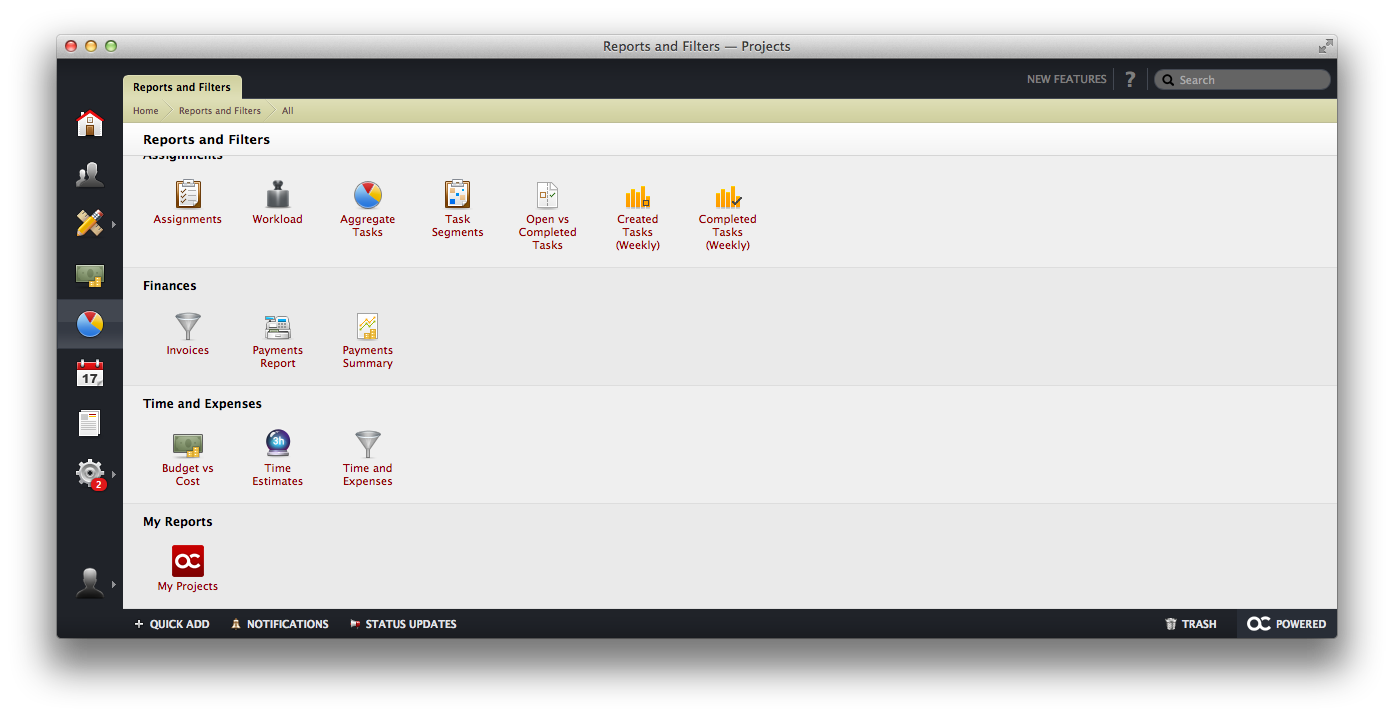 Reports and Filters — Projects
Reports and Filters
NEW FEATURES
?
Search
Home
Reports and Filters
All
Reports and Filters
Assignments
Assignments
Workload
Aggregate
Tasks
Task
Segments
Open vs
Completed
Tasks
Created
Tasks
(Weekly)
Completed
Tasks
(Weekly)
Finances
Invoices
Payments
Report
Payments
Summary
17
Time and Expenses
3h
Budget vs
Cost
Time
Estimates
Time and
Expenses
2
My Reports
My Projects
QUICK ADD
NOTIFICATIONS
STATUS UPDATES
TRASH
POWERED